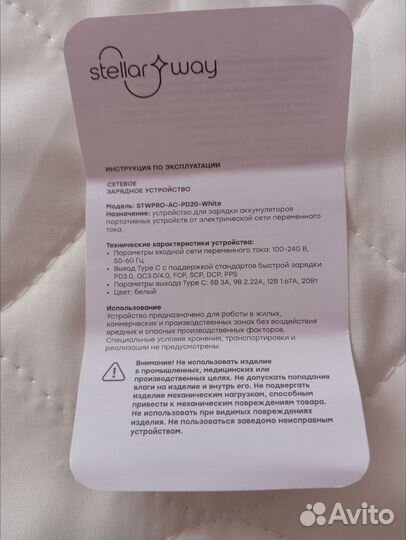 stellar way
ИНСТРУКЦИЯ ПО ЭКСПЛУАТАЦИИ
СЕТЕВОЕ
ЗАРЯДНОЕ УСТРОЙСТВО
Модель: STWPRO-AC-PD20-White
Назначение: устройство для зарядки аккумуляторов
портативных устройств от электрической сети переменного
тока.
Технические характеристики устройства:
• Параметры входной сети переменного тока: 100-240 В,
50-60 Гц
• Выход Type C с поддержкой стандартов быстрой зарядки
PD3.0, QC3.0/4.0, FCP, SCP, DCP, PPS
• Параметры выхода Type C: 5В 3А, 9В 2.22А, 12В 1.67А, 20Вт
• Цвет: белый
Использование
Устройство предназначено для работы в жилых,
коммерческих и производственных зонах без воздействия
вредных и опасных производственных факторов.
Специальные условия хранения, транспортировки и
реализации не предусмотрены.
Внимание! Не использовать изделие
в промышленных, медицинских или
производственных целях. Не допускать попадания
влаги на изделие и внутрь его. Не подвергать
изделие механическим нагрузкам, способным
привести к механическим повреждениям товара.
Не использовать при видимых повреждениях
изделия. Не пользоваться заведомо неисправным
устройством.
Avito